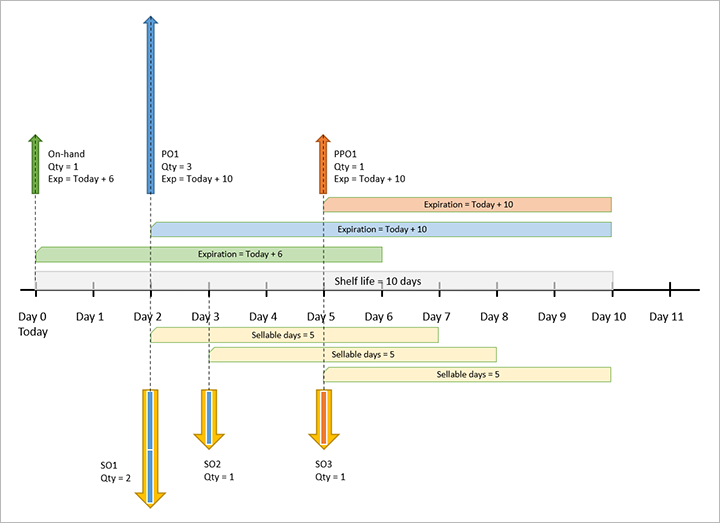 On-hand
Qty = 1
Exp = Today + 6
PO1
Qty = 3
Exp = Today + 10
PPO1
Qty = 1
Exp = Today + 10
Expiration = Today + 10
Expiration = Today + 10
Expiration = Today + 6
Shelf life = 10 days
Day 0 Day 1 Day 2 Day 3 Day 4 Day 5 Day 6 Day 7 Day 8 Day 9 Day 10 Day 11
Today
Sellable days = 5
Sellable days = 5
Sellable days = 5
SO1
Qty = 2
SO2
Qty = 1
SO3
Qty = 1